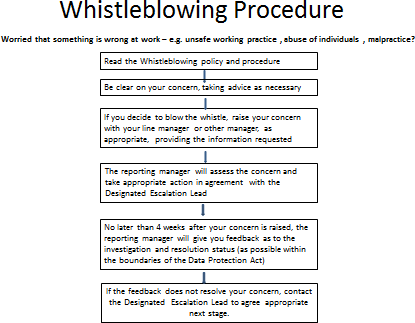 Whistleblowing Procedure
Worried that something is wrong at work – e.g. unsafe working practice , abuse of individuals , malpractice?
Read the Whistleblowing policy and procedure
Be clear on your concern, taking advice as necessary
If you decide to blow the whistle, raise your concern
with your line manager or other manager, as
appropriate, providing the information requested
The reporting manager will assess the concern and
take appropriate action in agreement with the
Designated Escalation Lead
No later than 4 weeks after your concern is raised, the
reporting manager will give you feedback as to the
investigation and resolution status (as possible within
the boundaries of the Data Protection Act)
If the feedback does not resolve your concern, contact
the Designated Escalation Lead to agree appropriate
next stage.